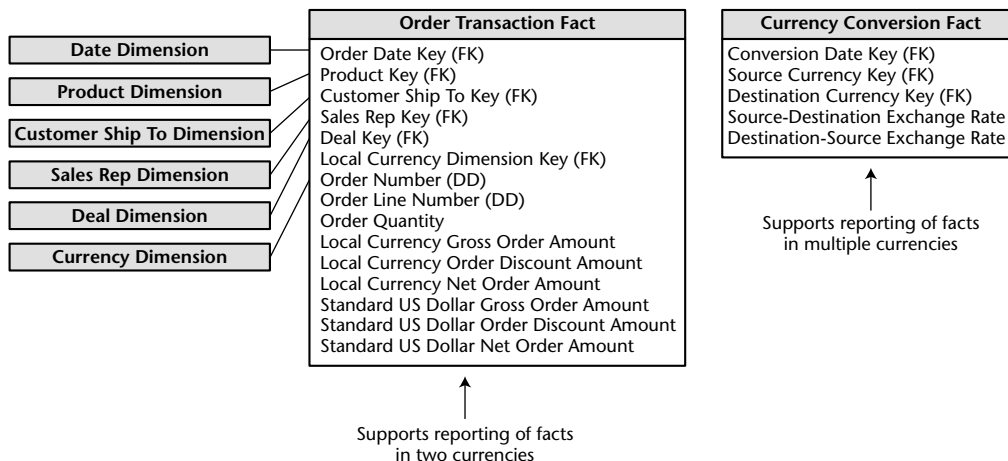 Date Dimension
Product Dimension
Customer Ship To Dimension
Sales Rep Dimension
Deal Dimension
Currency Dimension
Order Transaction Fact
Order Date Key (FK)
Product Key (FK)
Customer Ship To Key (FK)
Sales Rep Key (FK)
Deal Key (FK)
Local Currency Dimension Key (FK)
Order Number (DD)
Order Line Number (DD)
Order Quantity
Local Currency Gross Order Amount
Local Currency Order Discount Amount
Local Currency Net Order Amount
Standard US Dollar Gross Order Amount
Standard US Dollar Order Discount Amount
Standard US Dollar Net Order Amount
Supports reporting of facts
in two currencies
Currency Conversion Fact
Conversion Date Key (FK)
Source Currency Key (FK)
Destination Currency Key (FK)
Source-Destination Exchange Rate
Destination-Source Exchange Rate
Supports reporting of facts
in multiple currencies